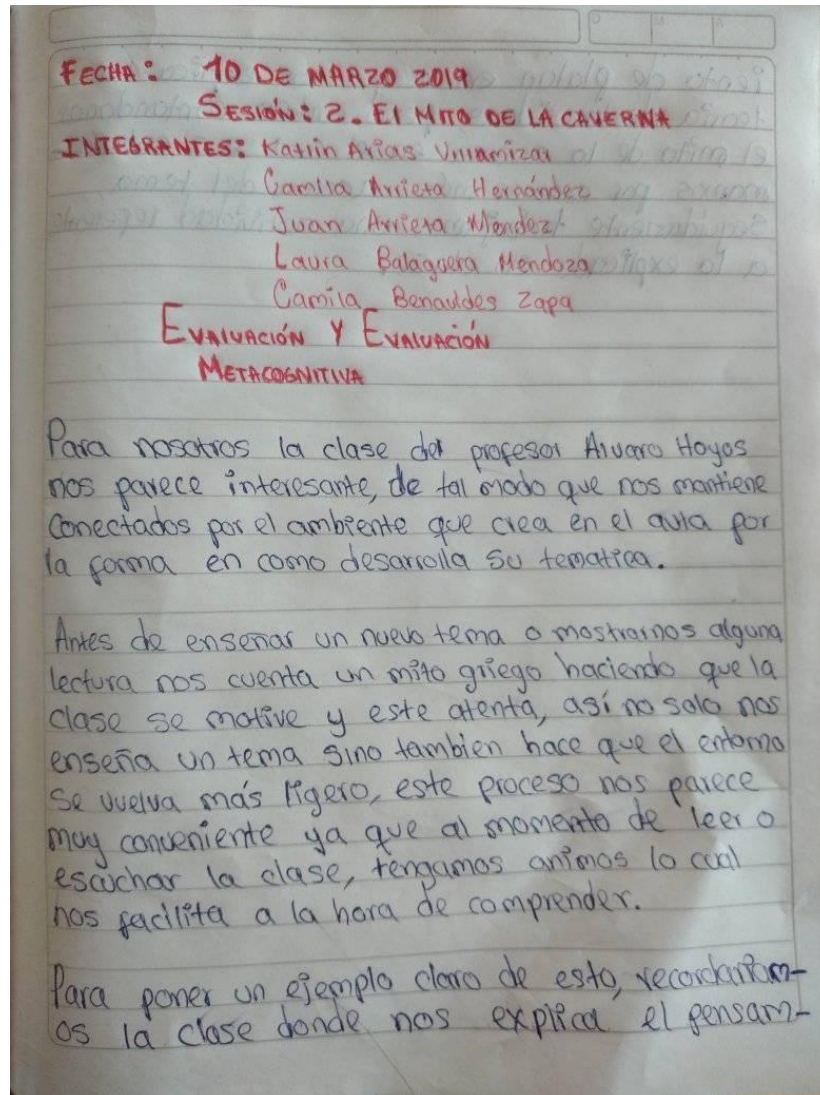 FECHA: 10 DE MARZO 2019
SESIÓN: 2. El MITO DE LA CAVERNA
INTEGRANTES: Katrin Arias Villamizar
Camila Arrieta Hernández
Juan Arrieta Mendez
Laura Balaguera Mendoza
Camila Benavides Zapa
EVALUACIÓN Y EVALUACIÓN
METACOGNITIVA
Para nosotros la clase del profesor Alvaro Hoyos
nos parece interesante, de tal modo que nos mantiene
conectados por el ambiente que crea en el aula por
la forma en como desarrolla su tematica.
Antes de enseñar un nuevo tema o mostrarnos alguna
lectura nos cuenta un mito griego haciendo que la
clase se motive y este atenta, así no solo nos
enseña un tema sino tambien hace que el entorno
se vuelva más ligero, este proceso nos parece
muy conveniente ya que al momento de leer o
escuchar la clase, tengamos animos lo cual
nos facilita a la hora de comprender.
Para poner un ejemplo claro de esto, recordaríam-
os la clase donde nos explica el pensam-